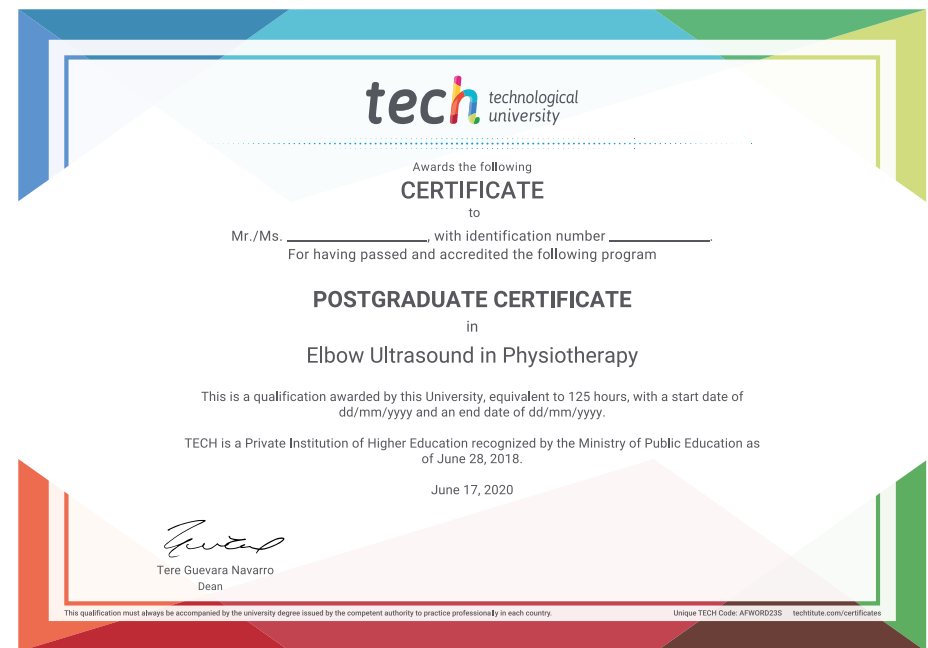 tech technological
university
Awards the following
CERTIFICATE
to
Mr./Ms. ____________, with identification number ____________.
For having passed and accredited the following program
POSTGRADUATE CERTIFICATE
in
Elbow Ultrasound in Physiotherapy
This is a qualification awarded by this University, equivalent to 125 hours, with a start date of
dd/mm/yyyy and an end date of dd/mm/yyyy.
TECH is a Private Institution of Higher Education recognized by the Ministry of Public Education as
of June 28, 2018.
June 17, 2020
Tere Guevara Navarro
Dean
This qualification must always be accompanied by the university degree issued by the competent authority to practice professionally in each country.
Unique TECH Code: AFWORD23S techtitute.com/certificates